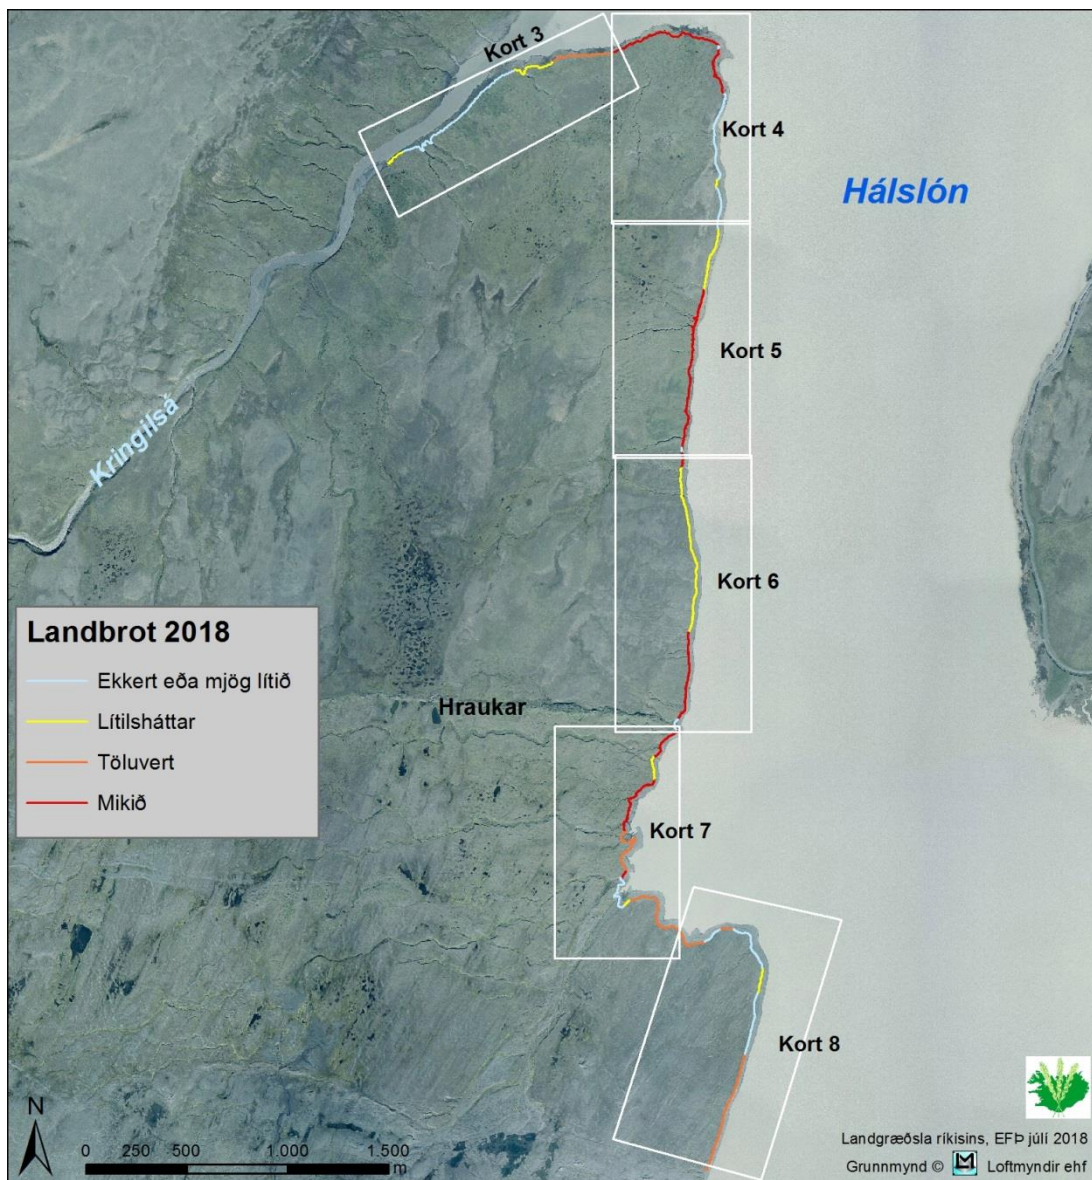 Kort 3
Kort 4
Hálslón
Kort 5
Kringilsá
Kort 6
Landbrot 2018
Ekkert eða mjög lítið
Lítilsháttar
Töluvert
Mikið
Hraukar
Kort 7
Kort 8
N
0 500 1.000 1.500
m
Landgræðsla ríkisins, EFÞ júlí 2018
Grunnmynd © Loftmyndir ehf